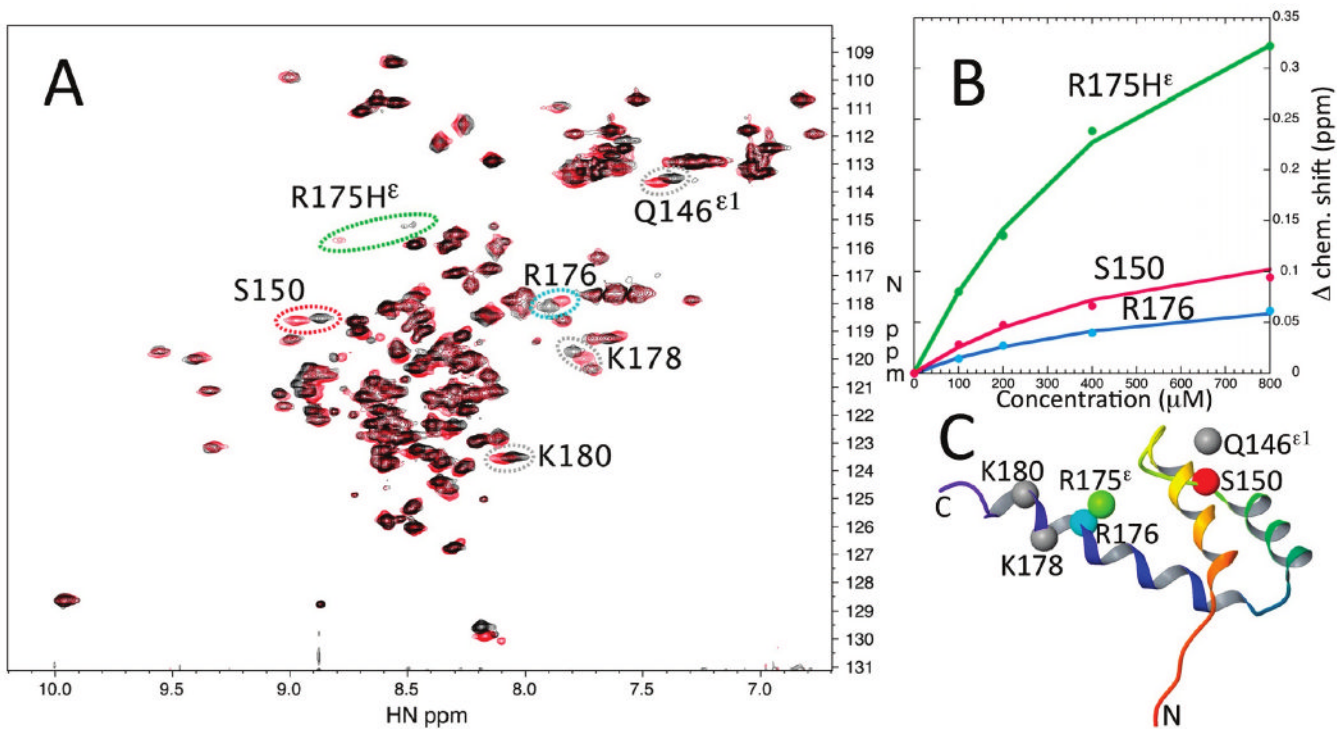 A
R175Hε
Q146ε1
S150
R176
K178
K180
109
110
111
112
113
114
115
116
117
118
119
120
121
122
123
124
125
126
127
128
129
130
131
N
p
p
m
10.0 9.5 9.0 8.5 8.0 7.5 7.0
HN ppm
B
R175Hε
S150
R176
0.35
0.3
0.25
0.2
0.15
0.1
0.05
0
Δ chem. shift (ppm)
0 100 200 300 400 500 600 700 800
Concentration (μM)
C
Q146ε1
S150
K180
R175ε
C
R176
K178
N